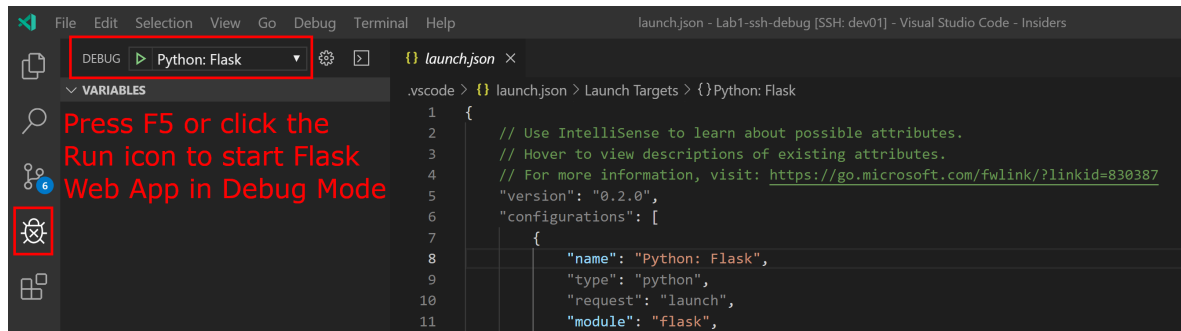 File Edit Selection View Go Debug Terminal Help launch.json - Lab1-ssh-debug [SSH: dev01] - Visual Studio Code - Insiders
DEBUG Python: Flask
VARIABLES
Press F5 or click the
Run icon to start Flask
Web App in Debug Mode
6
{} launch.json ×
.vscode > {} launch.json > Launch Targets > {} Python: Flask
1 {
2 // Use IntelliSense to learn about possible attributes.
3 // Hover to view descriptions of existing attributes.
4 // For more information, visit: https://go.microsoft.com/fwlink/?linkid=830387
5 "version": "0.2.0",
6 "configurations": [
7 {
8 "name": "Python: Flask",
9 "type": "python",
10 "request": "launch",
11 "module": "flask",